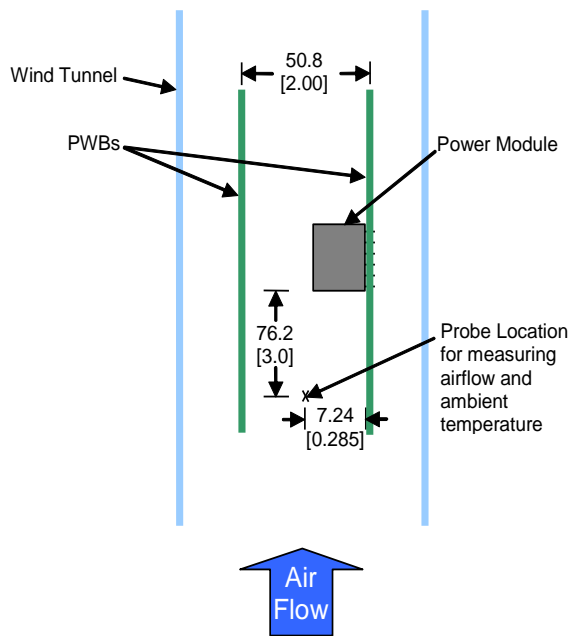 50.8
[2.00]
Wind Tunnel
PWBs
Power Module
76.2
[3.0]
Probe Location
for measuring
airflow and
ambient
temperature
x
7.24
[0.285]
Air
Flow